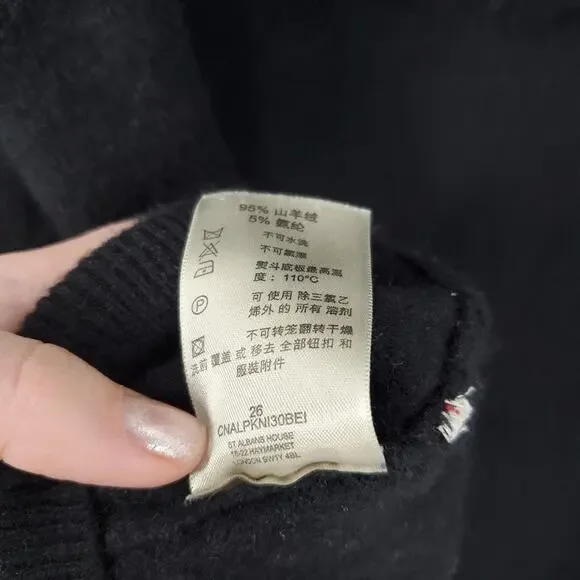 95% 山羊绒
5% 氨纶
不可水洗
不可氯漂
熨斗底板最高温
度：110°C
P
可 使用 除三氯乙
烯外 的 所有 溶剂
不可转笼翻转干燥
洗前 覆盖 或 移去 全部 钮扣 和
服装附件
26
CNALPKNI30BEI
ST ALBANS HOUSE
16-22 HAYMARKET
LONDON SW1Y 4BL